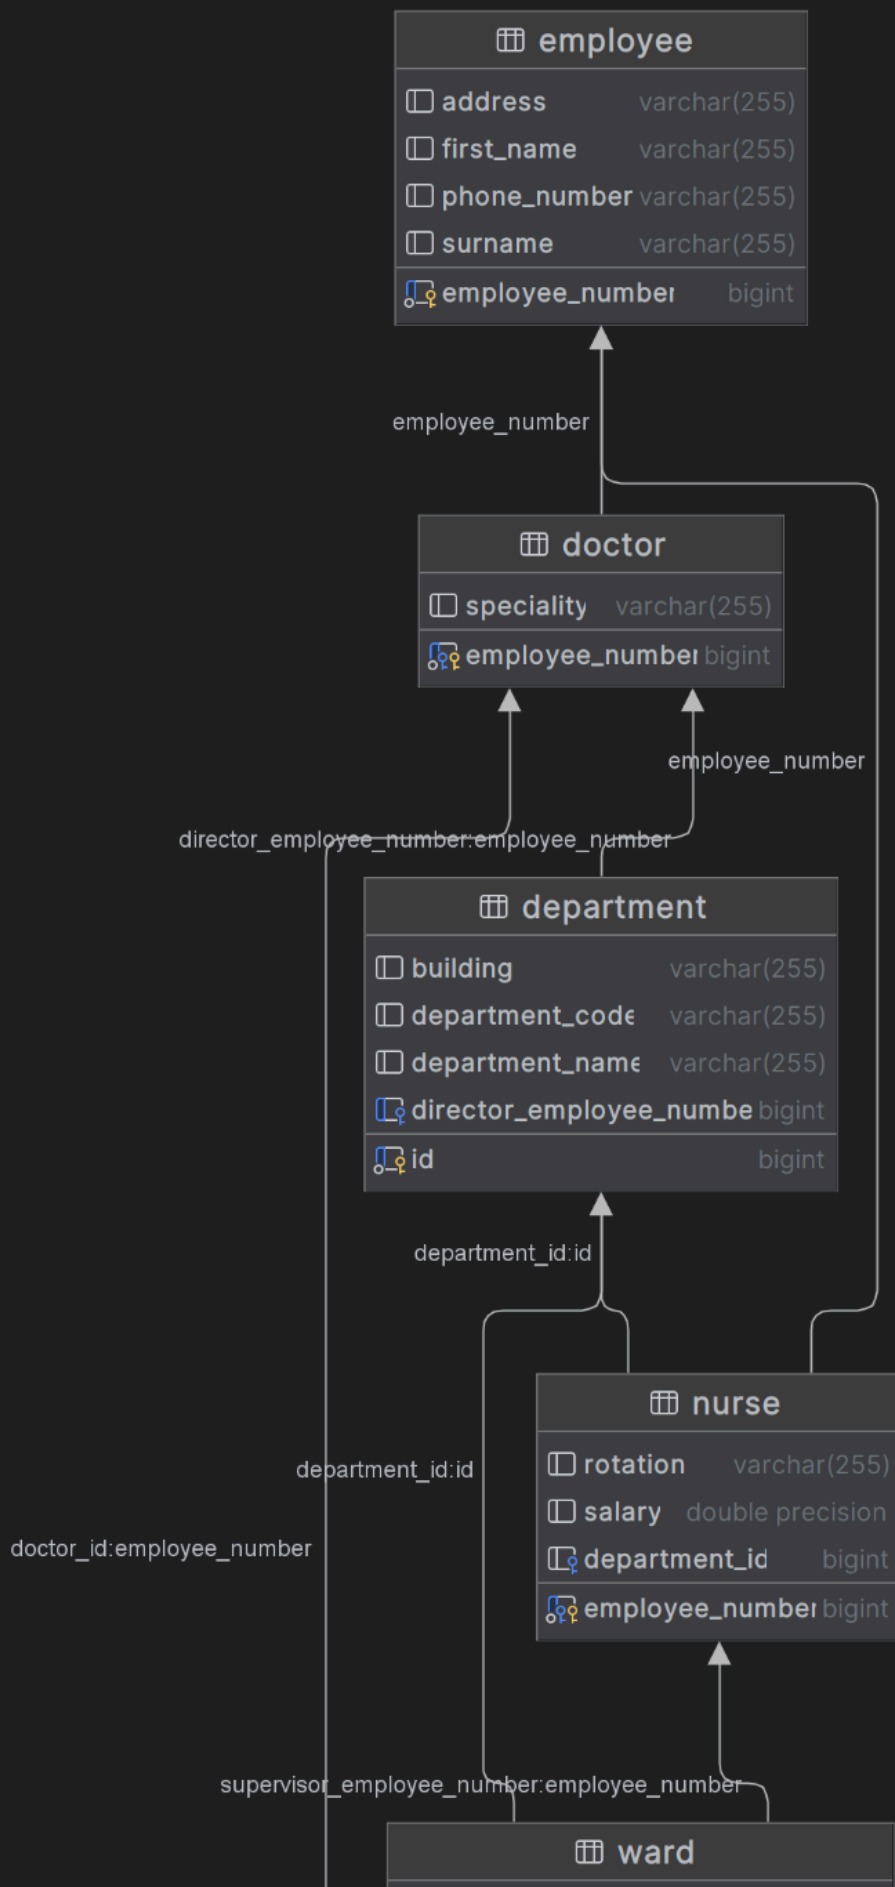 employee
address varchar(255)
first_name varchar(255)
phone_number varchar(255)
surname varchar(255)
employee_number bigint
employee_number
doctor
speciality varchar(255)
employee_number bigint
employee_number
director_employee_number:employee_number
department
building varchar(255)
department_code varchar(255)
department_name varchar(255)
director_employee_numbe bigint
id bigint
department_id:id
nurse
rotation varchar(255)
department_id:id
salary double precision
doctor_id:employee_number
department_id bigint
employee_number bigint
supervisor_employee_number:employee_number
ward